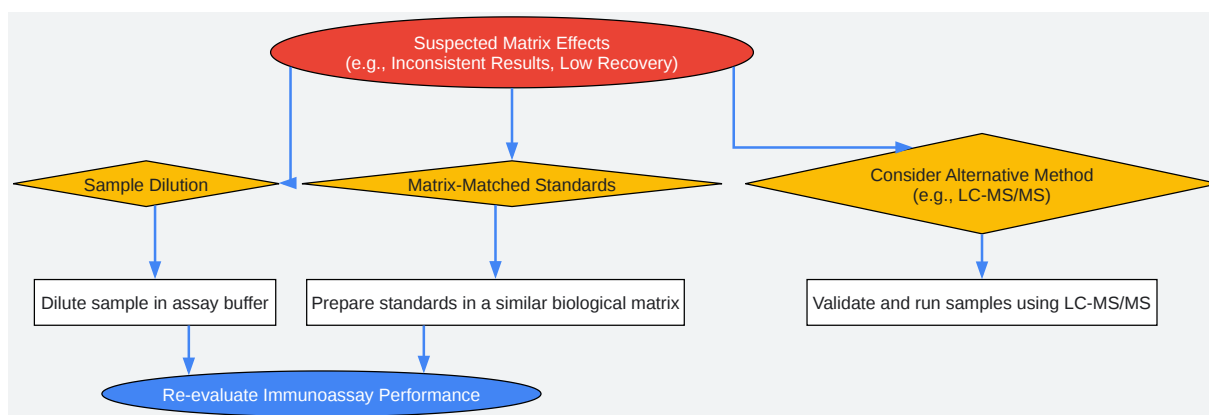 Suspected Matrix Effects
(e.g., Inconsistent Results, Low Recovery)
Sample Dilution
Matrix-Matched Standards
Consider Alternative Method
(e.g., LC-MS/MS)
Dilute sample in assay buffer
Prepare standards in a similar biological matrix
Validate and run samples using LC-MS/MS
Re-evaluate Immunoassay Performance